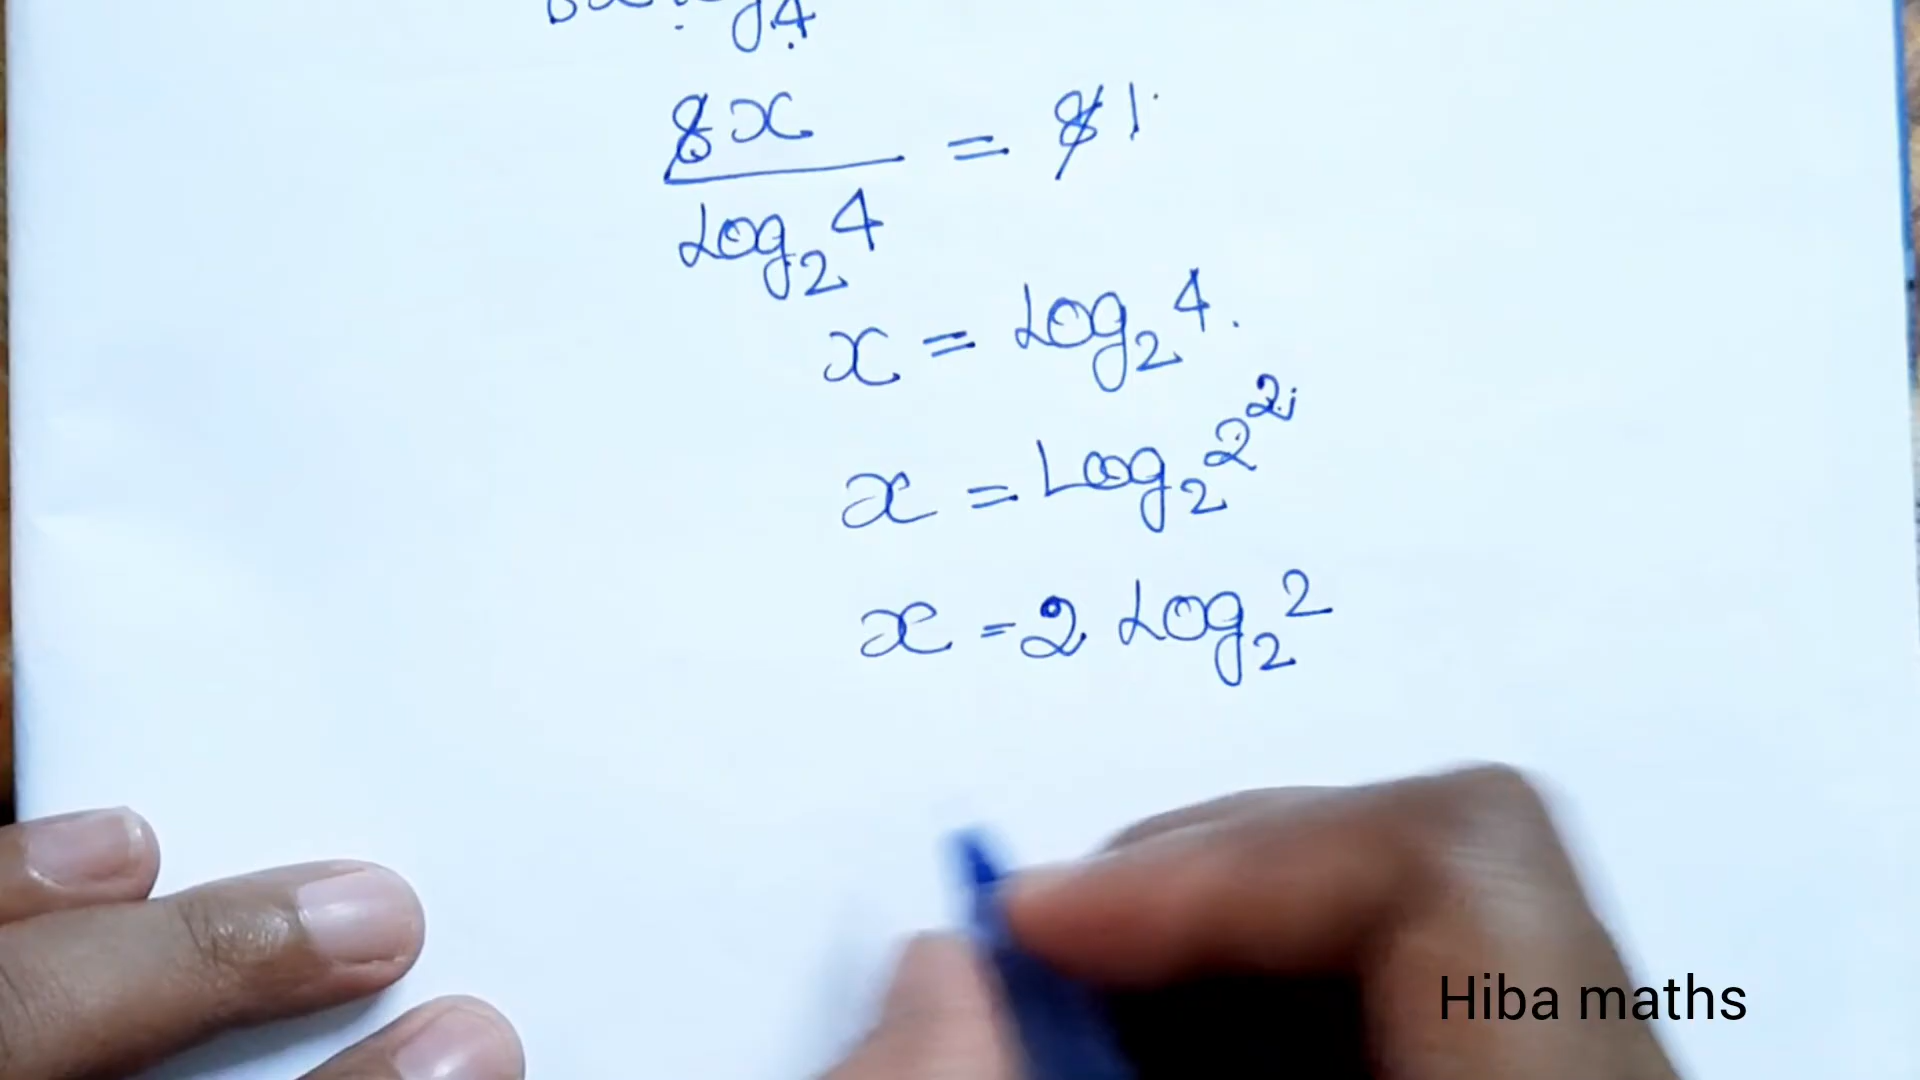 8x
= 8 1
Log₂4
x = Log₂4.
x = Log₂2²
x = 2 Log₂2
Hiba maths